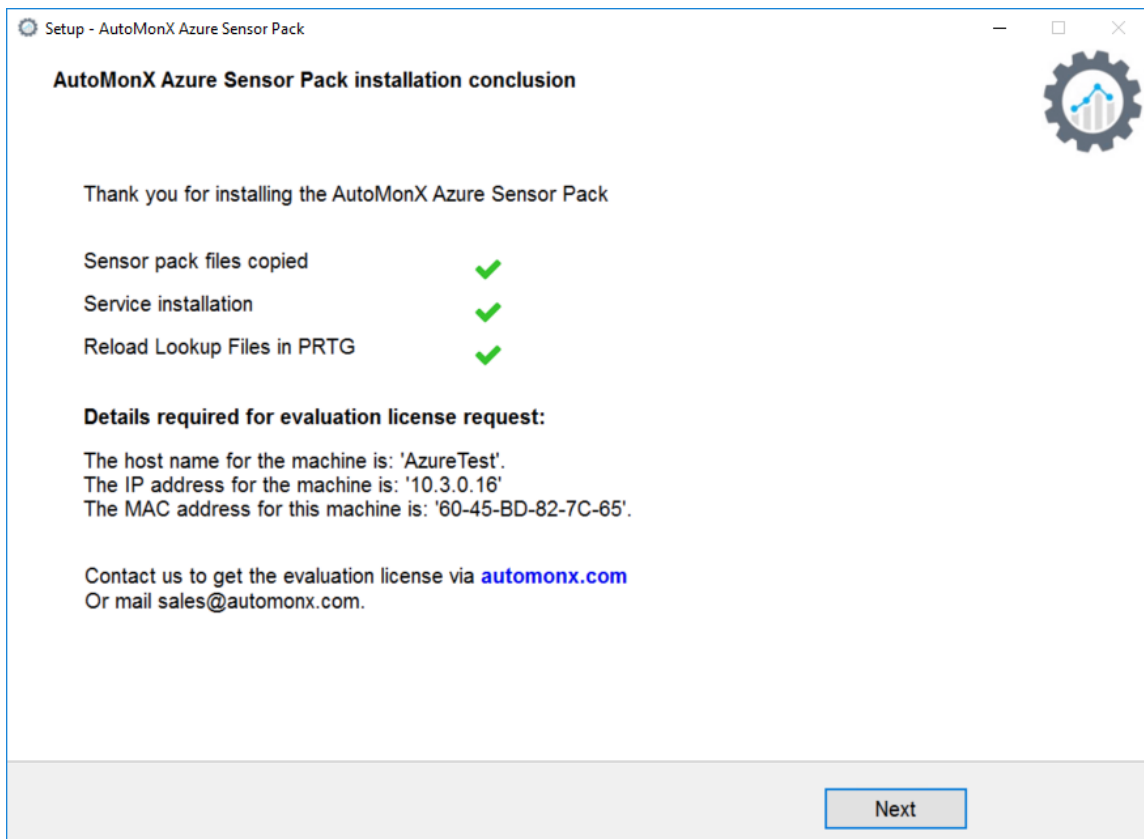 Setup - AutoMonX Azure Sensor Pack
AutoMonX Azure Sensor Pack installation conclusion
Thank you for installing the AutoMonX Azure Sensor Pack
Sensor pack files copied
Service installation
Reload Lookup Files in PRTG
Details required for evaluation license request:
The host name for the machine is: 'AzureTest'.
The IP address for the machine is: '10.3.0.16'
The MAC address for this machine is: '60-45-BD-82-7C-65'.
Contact us to get the evaluation license via automonx.com
Or mail sales@automonx.com.
Next